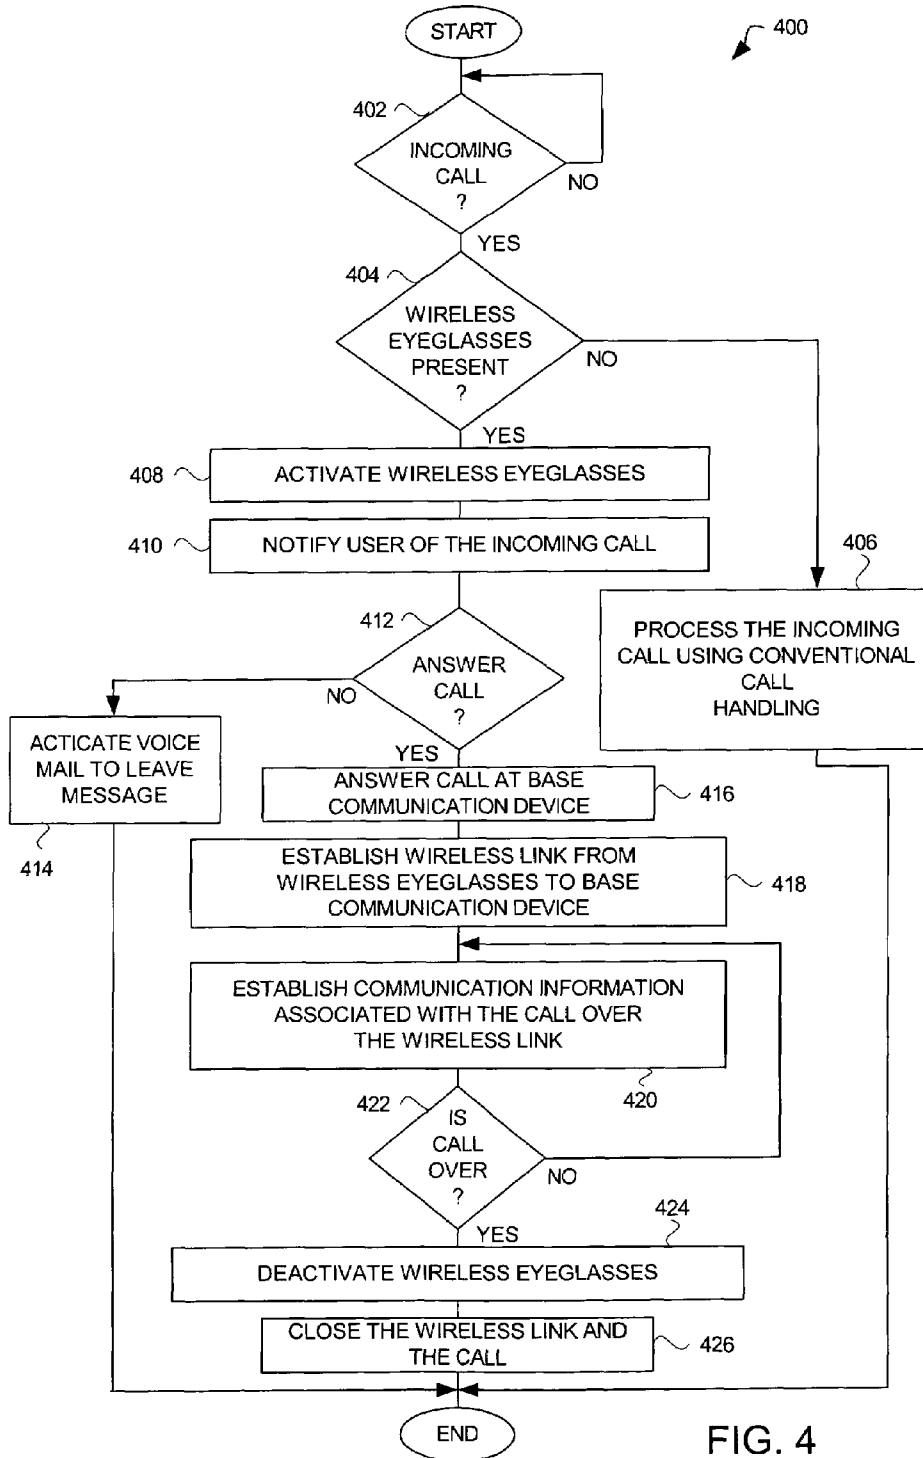 START
400
402
INCOMING
CALL
?
NO
YES
404
WIRELESS
EYEGLASSES
PRESENT
?
NO
YES
408
ACTIVATE WIRELESS EYEGLASSES
410
NOTIFY USER OF THE INCOMING CALL
406
PROCESS THE INCOMING
CALL USING CONVENTIONAL
CALL
HANDLING
412
ANSWER
CALL
?
NO
YES
ACTICATE VOICE
MAIL TO LEAVE
MESSAGE
414
ANSWER CALL AT BASE
COMMUNICATION DEVICE
416
ESTABLISH WIRELESS LINK FROM
WIRELESS EYEGLASSES TO BASE
COMMUNICATION DEVICE
418
ESTABLISH COMMUNICATION INFORMATION
ASSOCIATED WITH THE CALL OVER
THE WIRELESS LINK
420
422
IS
CALL
OVER
?
NO
YES
424
DEACTIVATE WIRELESS EYEGLASSES
CLOSE THE WIRELESS LINK AND
THE CALL
426
END
FIG. 4